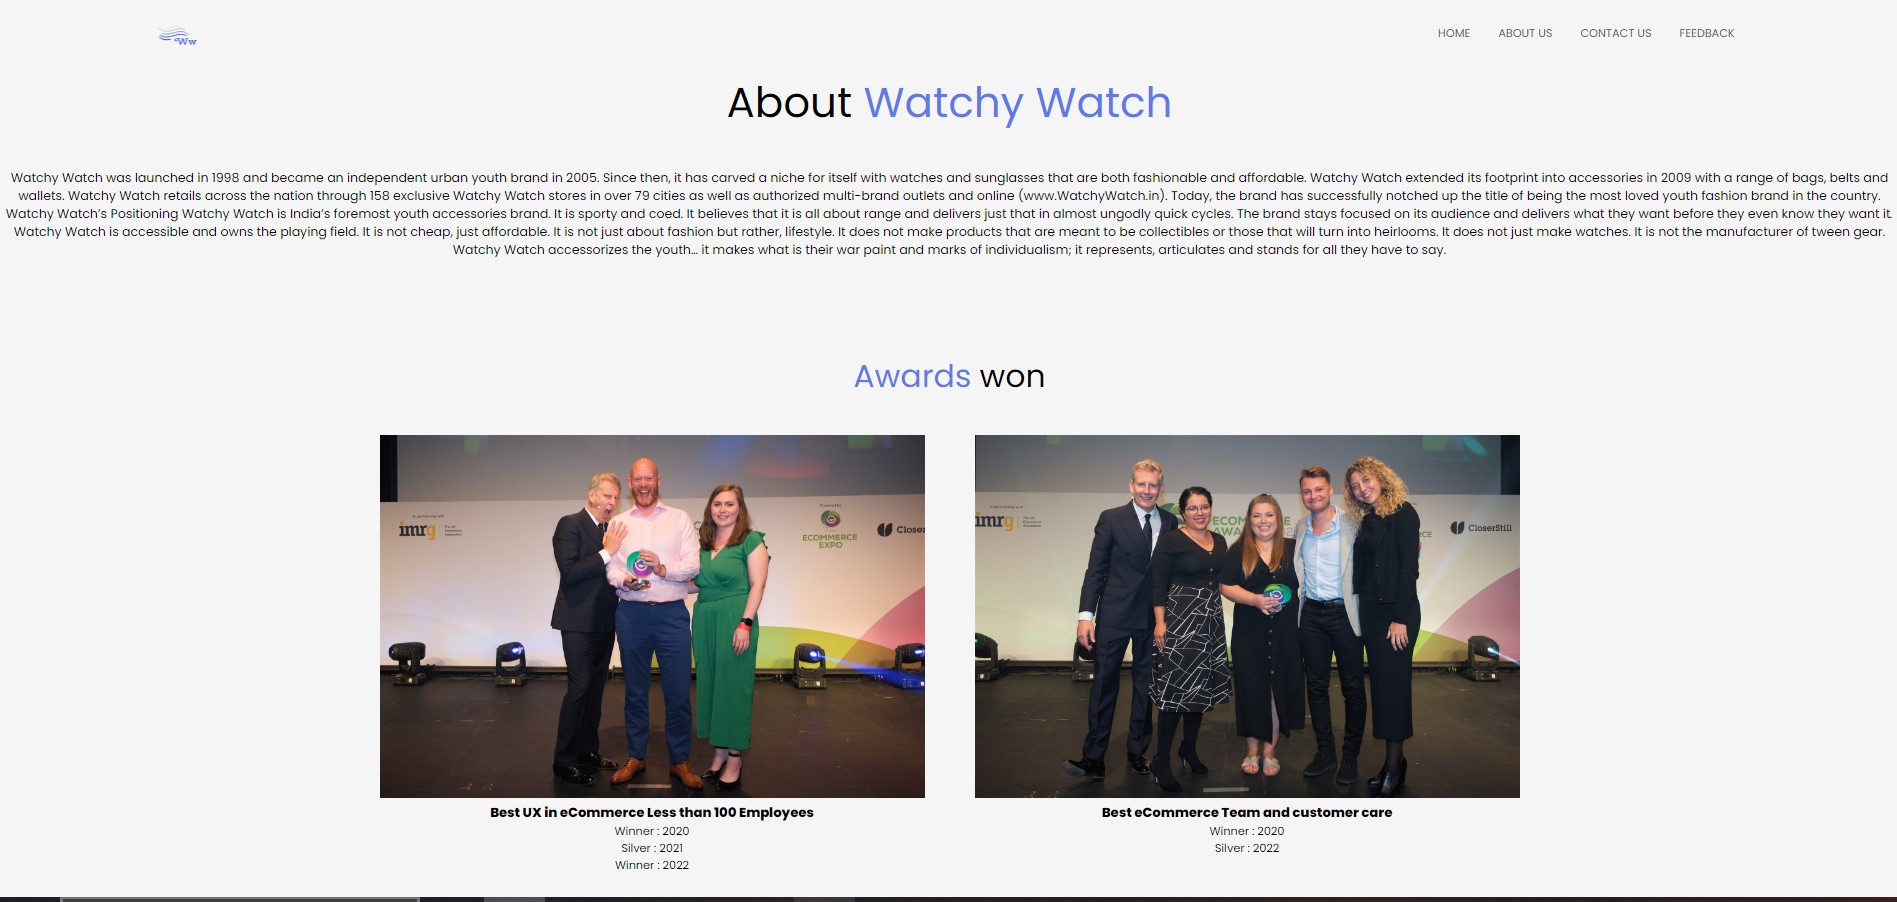 Ww
HOME ABOUT US CONTACT US FEEDBACK
About Watchy Watch
Watchy Watch was launched in 1998 and became an independent urban youth brand in 2005. Since then, it has carved a niche for itself with watches and sunglasses that are both fashionable and affordable. Watchy Watch extended its footprint into accessories in 2009 with a range of bags, belts and
wallets. Watchy Watch retails across the nation through 158 exclusive Watchy Watch stores in over 79 cities as well as authorized multi-brand outlets and online (www.WatchyWatch.in). Today, the brand has successfully notched up the title of being the most loved youth fashion brand in the country.
Watchy Watch's Positioning Watchy Watch is India's foremost youth accessories brand. It is sporty and coed. It believes that it is all about range and delivers just that in almost ungodly quick cycles. The brand stays focused on its audience and delivers what they want before they even know they want it.
Watchy Watch is accessible and owns the playing field. It is not cheap, just affordable. It is not just about fashion but rather, lifestyle. It does not make products that are meant to be collectibles or those that will turn into heirlooms. It does not just make watches. It is not the manufacturer of tween gear.
Watchy Watch accessorizes the youth... it makes what is their war paint and marks of individualism; it represents, articulates and stands for all they have to say.
Awards won
imrg
ECOMMERCE
EXPO
Closer
imrg
CloserStill
Best UX in eCommerce Less than 100 Employees
Winner : 2020
Silver : 2021
Winner : 2022
Best eCommerce Team and customer care
Winner : 2020
Silver : 2022